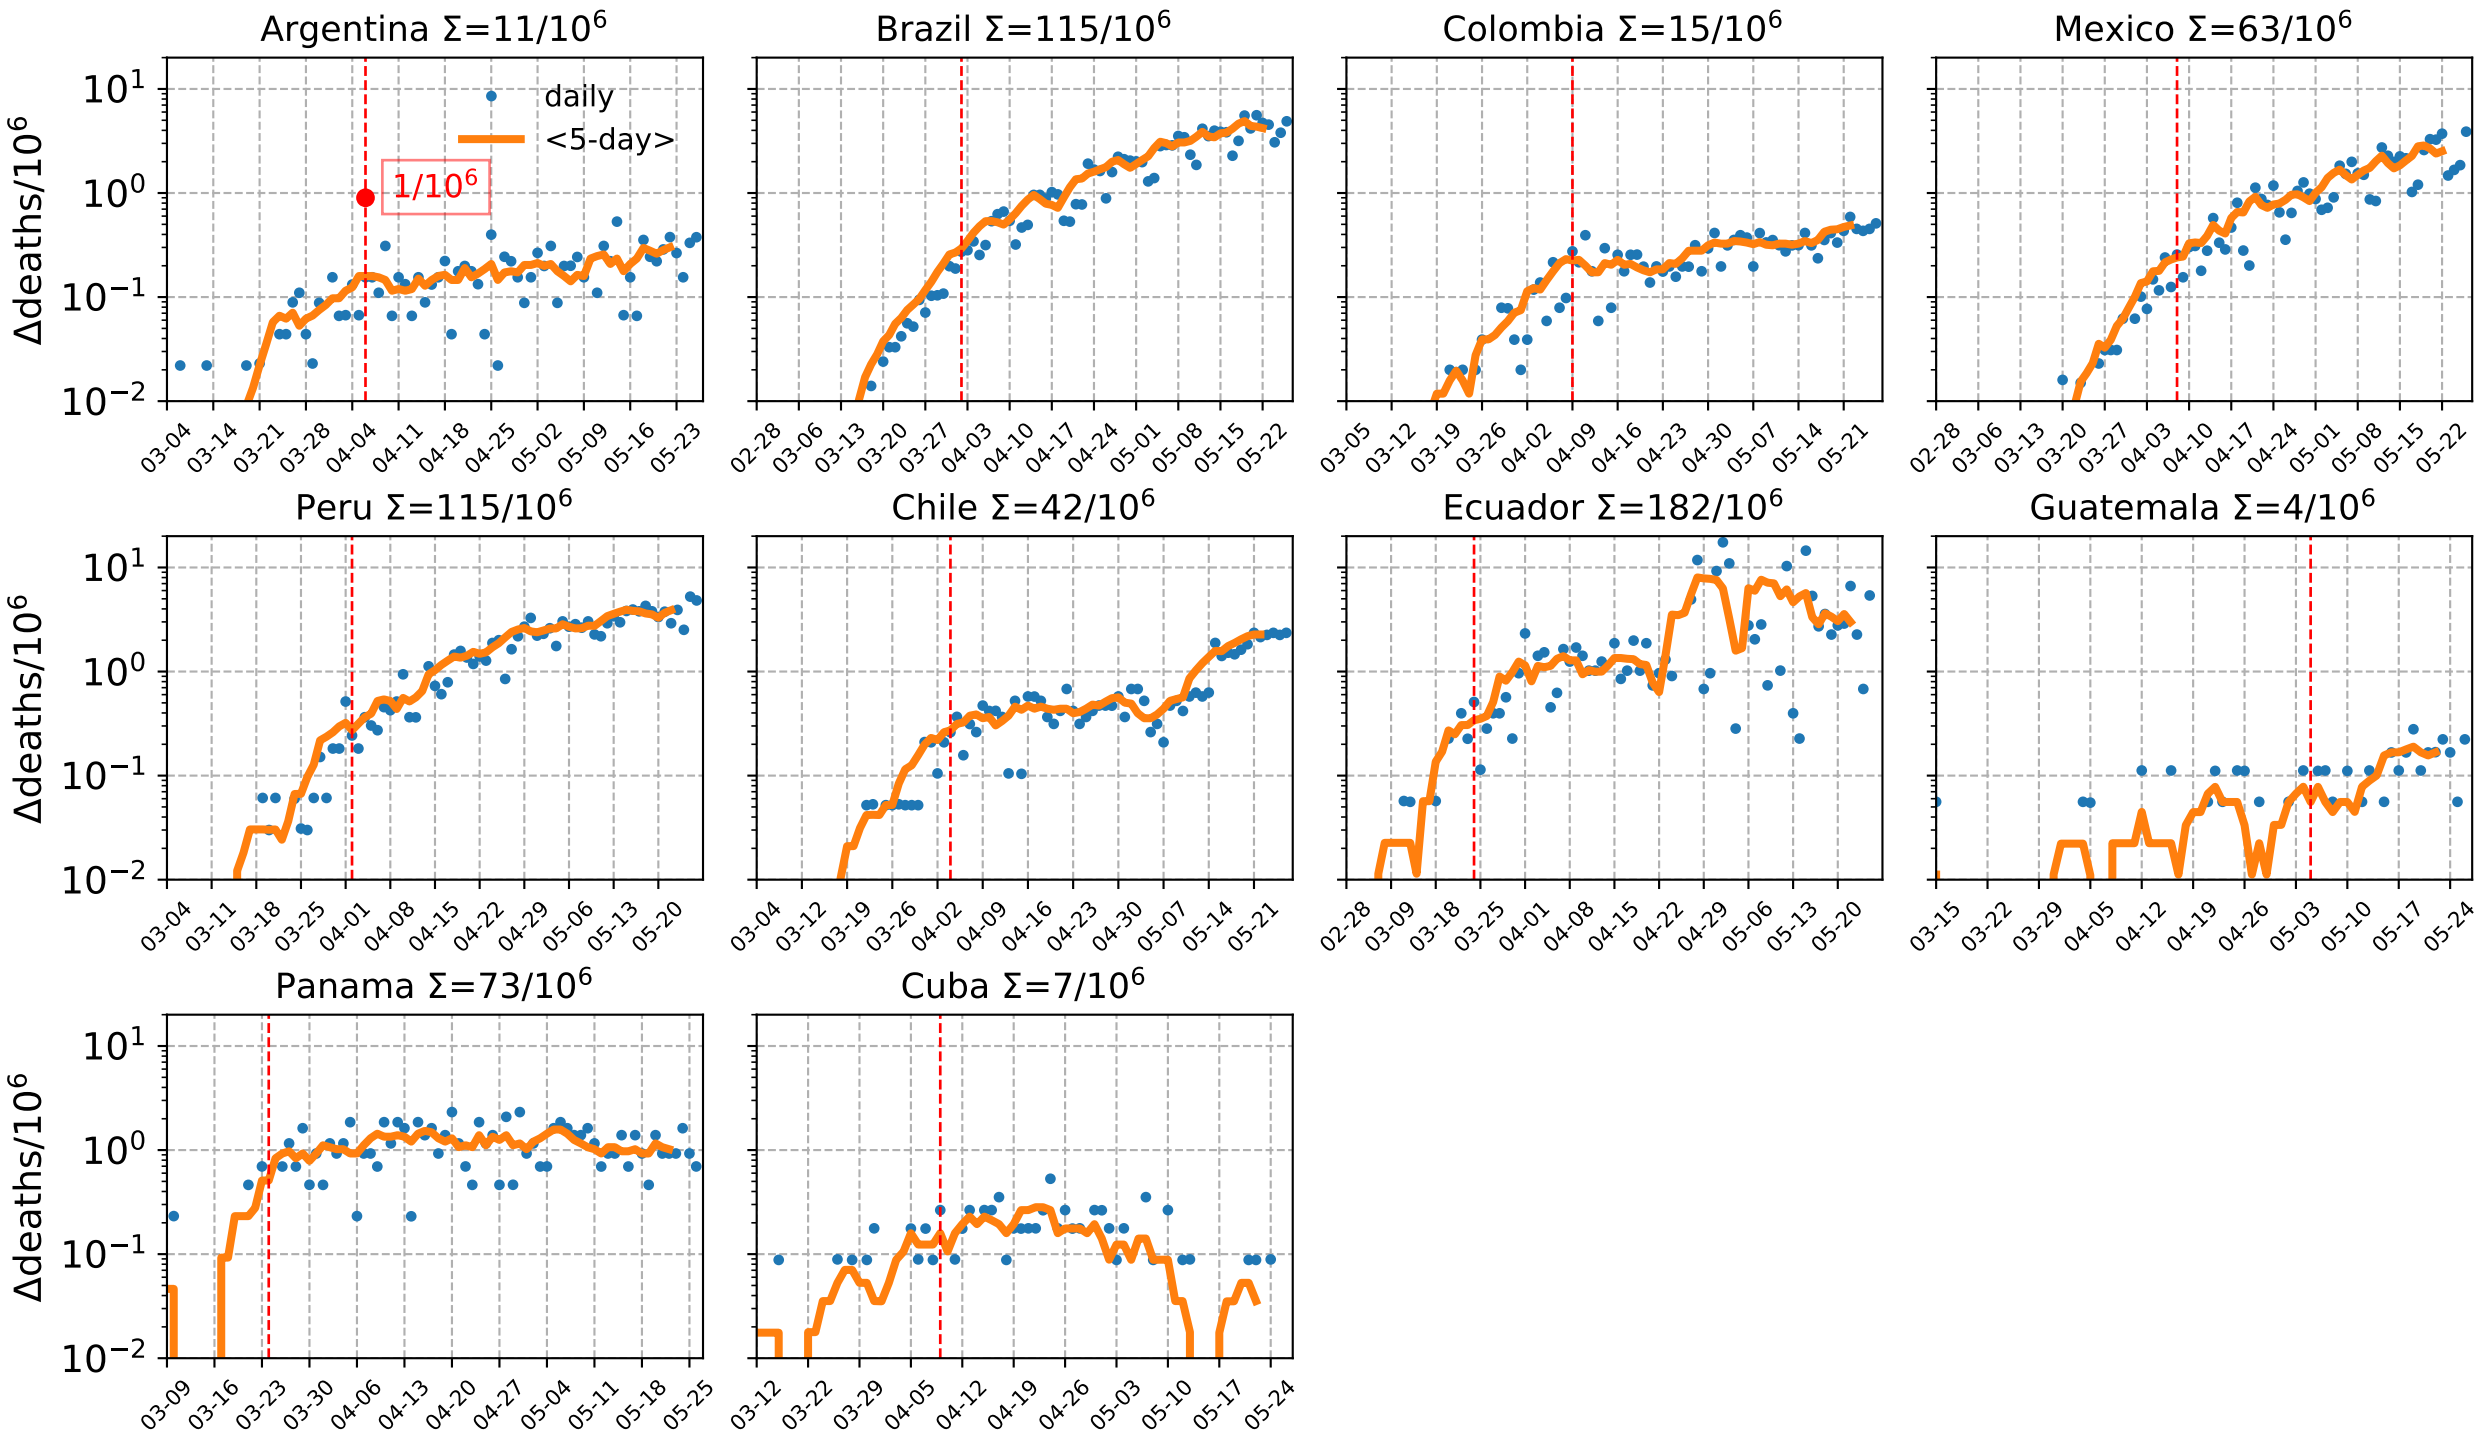 Argentina Σ=11/10⁶
Brazil Σ=115/10⁶
Colombia Σ=15/10⁶
Mexico Σ=63/10⁶
Δdeaths/10⁶
10¹
10⁰
10⁻¹
10⁻²
daily
<5-day>
1/10⁶
03-04 03-14 03-21 03-28 04-04 04-11 04-18 04-25 05-02 05-09 05-16 05-23
02-28 03-06 03-13 03-20 03-27 04-03 04-10 04-17 04-24 05-01 05-08 05-15 05-22
03-05 03-12 03-19 03-26 04-02 04-09 04-16 04-23 04-30 05-07 05-14 05-21
02-28 03-06 03-13 03-20 03-27 04-03 04-10 04-17 04-24 05-01 05-08 05-15 05-22
Peru Σ=115/10⁶
Chile Σ=42/10⁶
Ecuador Σ=182/10⁶
Guatemala Σ=4/10⁶
Δdeaths/10⁶
10¹
10⁰
10⁻¹
10⁻²
03-04 03-11 03-18 03-25 04-01 04-08 04-15 04-22 04-29 05-06 05-13 05-20
03-04 03-12 03-19 03-26 04-02 04-09 04-16 04-23 04-30 05-07 05-14 05-21
02-28 03-09 03-18 03-25 04-01 04-08 04-15 04-22 04-29 05-06 05-13 05-20
03-15 03-22 03-29 04-05 04-12 04-19 04-26 05-03 05-10 05-17 05-24
Panama Σ=73/10⁶
Cuba Σ=7/10⁶
Δdeaths/10⁶
10¹
10⁰
10⁻¹
10⁻²
03-09 03-16 03-23 03-30 04-06 04-13 04-20 04-27 05-04 05-11 05-18 05-25
03-12 03-22 03-29 04-05 04-12 04-19 04-26 05-03 05-10 05-17 05-24